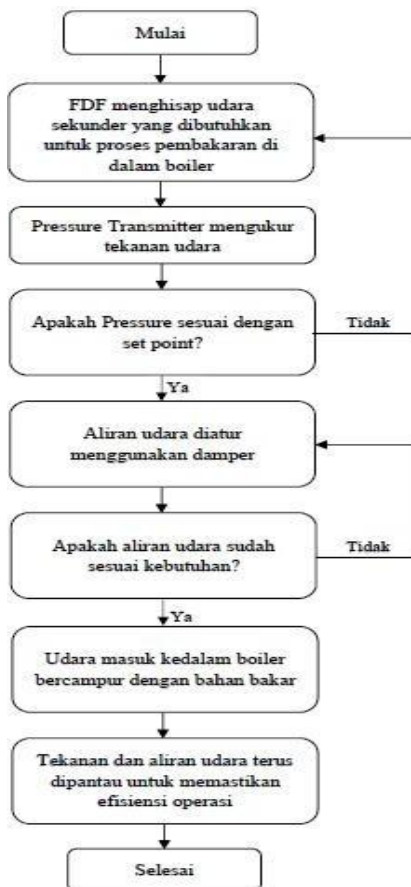 Mulai
FDF menghisap udara
sekunder yang dibutuhkan
untuk proses pembakaran di
dalam boiler
Pressure Transmitter mengukur
tekanan udara
Apakah Pressure sesuai dengan
set point?
Tidak
Ya
Aliran udara diatur
menggunakan damper
Apakah aliran udara sudah
sesuai kebutuhan?
Tidak
Ya
Udara masuk kedalam boiler
bercampur dengan bahan bakar
Tekanan dan aliran udara terus
dipantau untuk memastikan
efisiensi operasi
Selesai